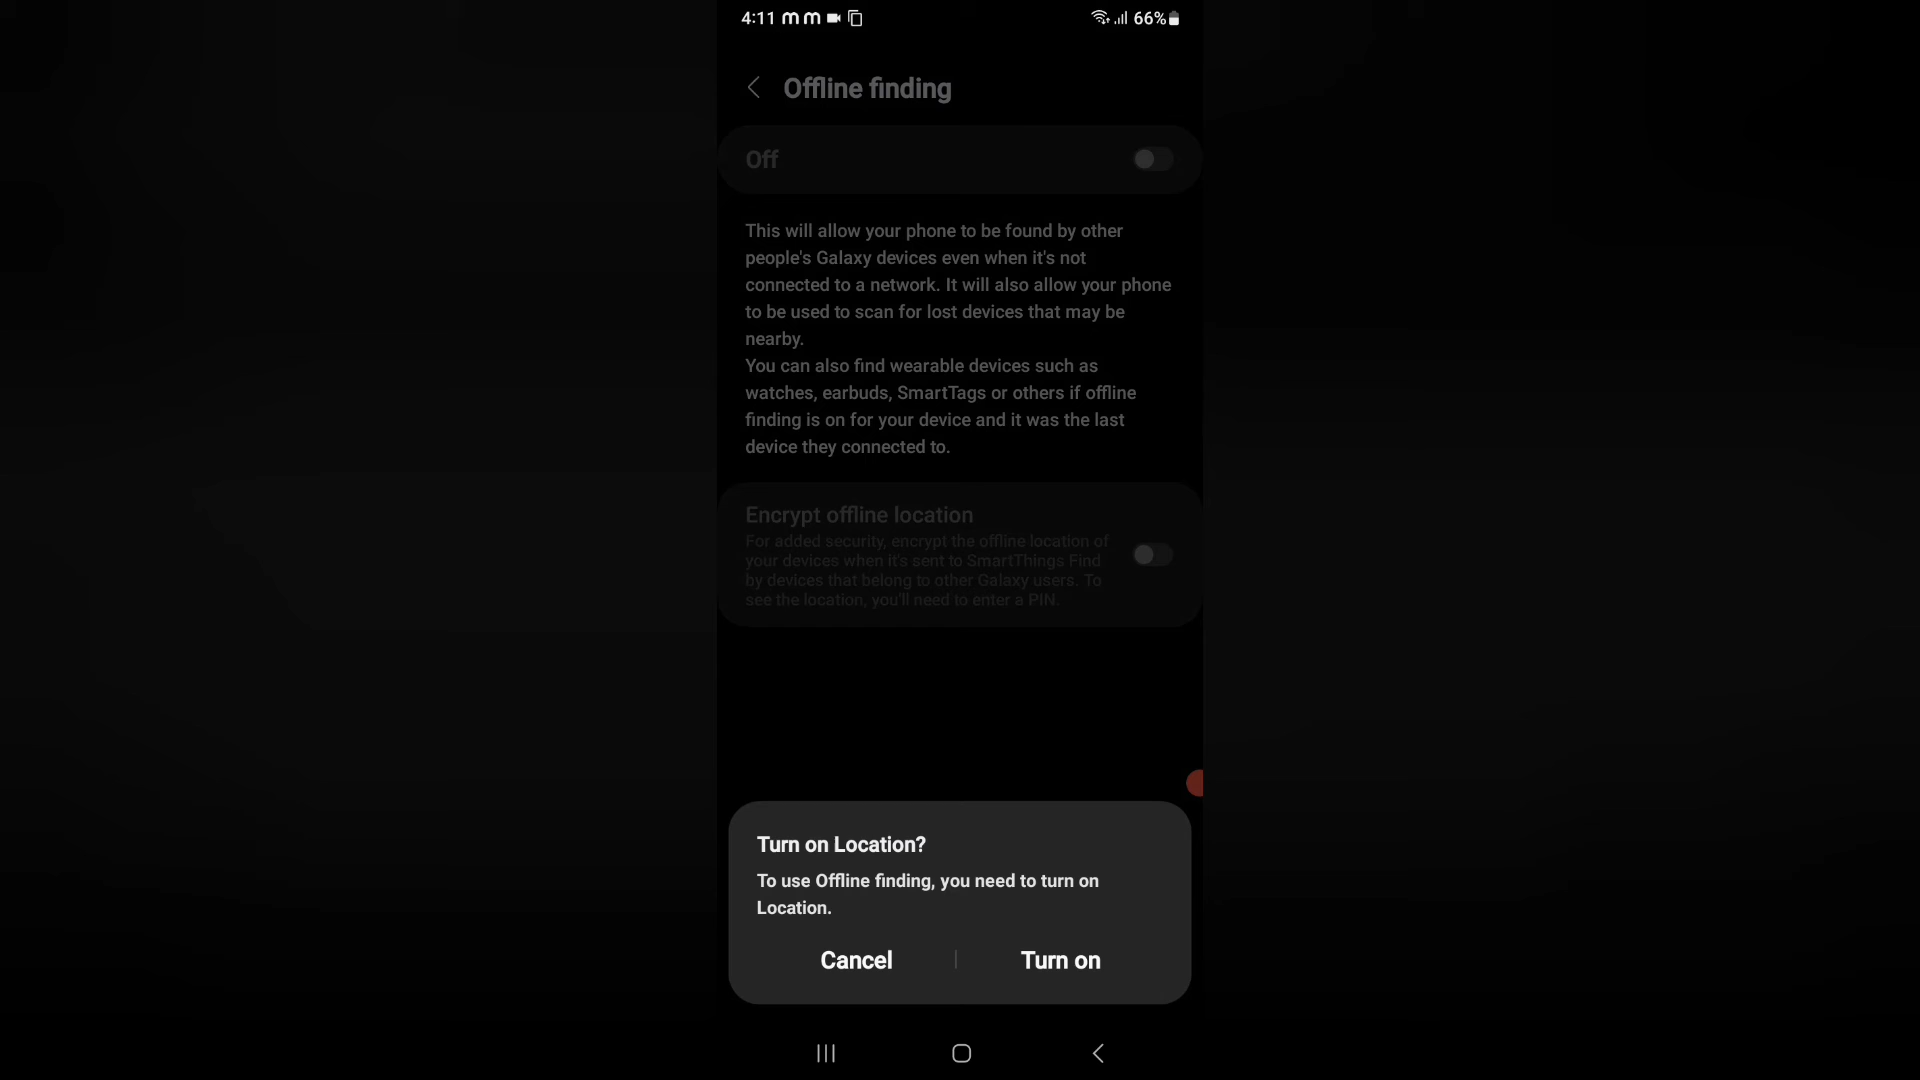 4:11 66%
Offline finding
Off
This will allow your phone to be found by other
people's Galaxy devices even when it's not
connected to a network. It will also allow your phone
to be used to scan for lost devices that may be
nearby.
You can also find wearable devices such as
watches, earbuds, SmartTags or others if offline
finding is on for your device and it was the last
device they connected to.
Encrypt offline location
For added security, encrypt the offline location of
your devices when it's sent to SmartThings Find
by devices that belong to other Galaxy users. To
see the location, you'll need to enter a PIN.
Turn on Location?
To use Offline finding, you need to turn on
Location.
Cancel Turn on